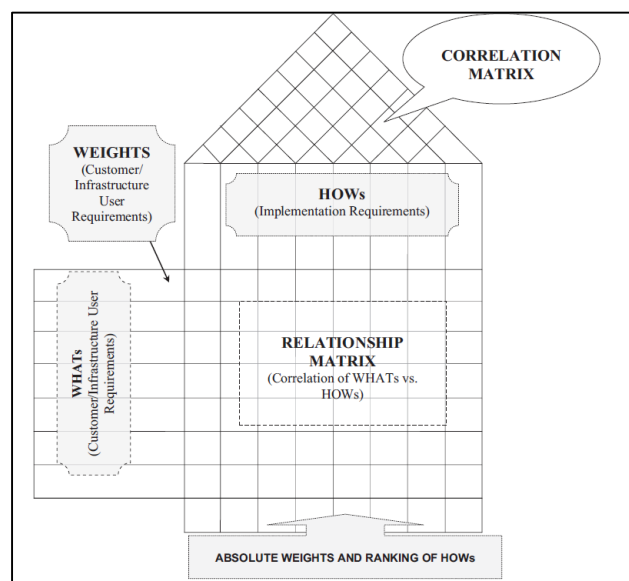 CORRELATION
MATRIX
WEIGHTS
(Customer/
Infrastructure
User
Requirements)
HOWs
(Implementation Requirements)
WHATs
(Customer/Infrastructure User
Requirements)
RELATIONSHIP
MATRIX
(Correlation of WHATs vs.
HOWs)
ABSOLUTE WEIGHTS AND RANKING OF HOWs